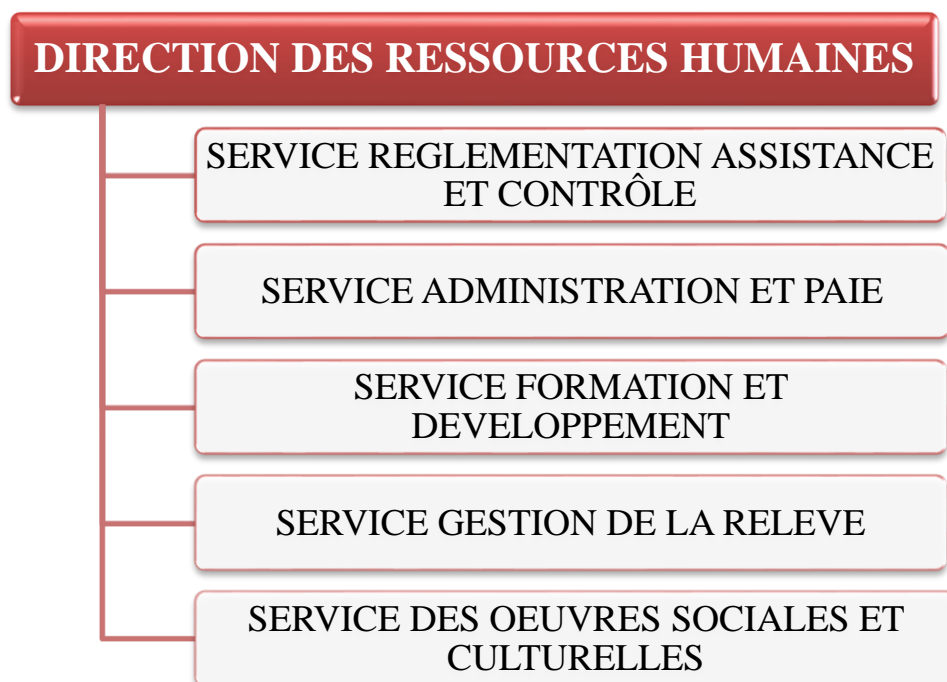 DIRECTION DES RESSOURCES HUMAINES
SERVICE REGLEMENTATION ASSISTANCE
ET CONTRÔLE
SERVICE ADMINISTRATION ET PAIE
SERVICE FORMATION ET
DEVELOPPEMENT
SERVICE GESTION DE LA RELEVE
SERVICE DES OEUVRES SOCIALES ET
CULTURELLES